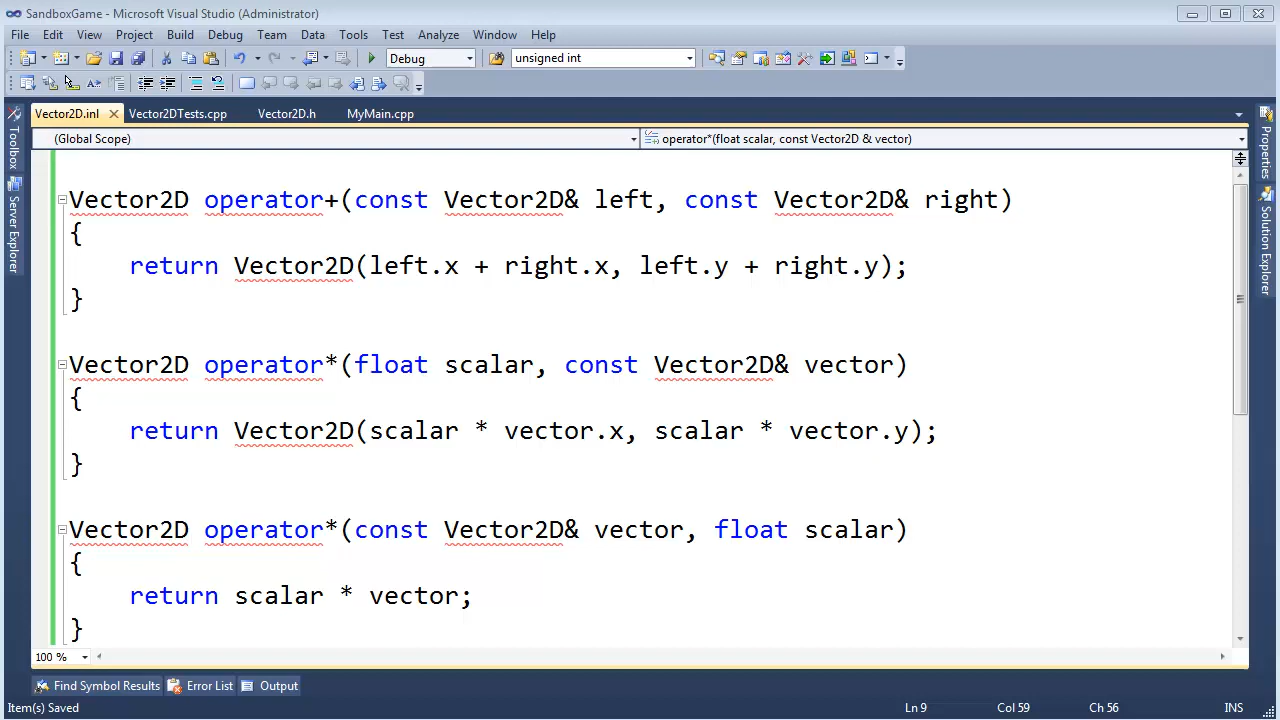 SandboxGame - Microsoft Visual Studio (Administrator)
File Edit View Project Build Debug Team Data Tools Test Analyze Window Help
Debug unsigned int
Vector2D.inl Vector2DTests.cpp Vector2D.h MyMain.cpp
(Global Scope) operator*(float scalar, const Vector2D & vector)
Toolbox
Server Explorer
Properties
Solution Explorer
Vector2D operator+(const Vector2D& left, const Vector2D& right)
{
return Vector2D(left.x + right.x, left.y + right.y);
}
Vector2D operator*(float scalar, const Vector2D& vector)
{
return Vector2D(scalar * vector.x, scalar * vector.y);
}
Vector2D operator*(const Vector2D& vector, float scalar)
{
return scalar * vector;
}
100 %
Find Symbol Results Error List Output
Item(s) Saved Ln 9 Col 59 Ch 56 INS